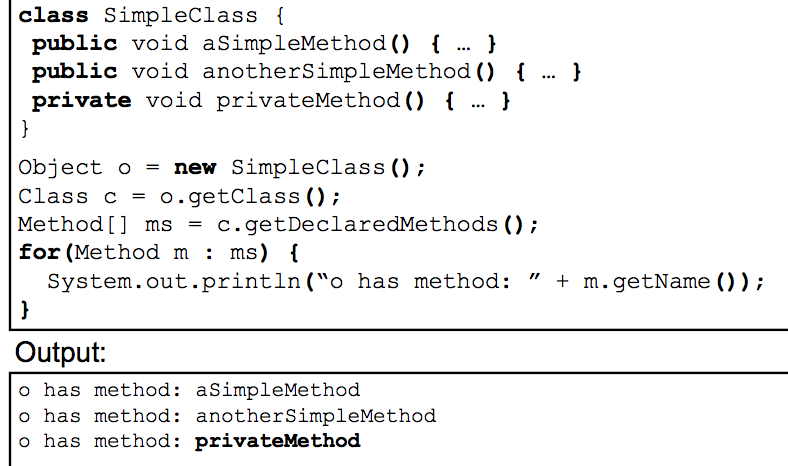 class SimpleClass {
public void aSimpleMethod() { … }
public void anotherSimpleMethod() { … }
private void privateMethod() { … }
}
Object o = new SimpleClass();
Class c = o.getClass();
Method[] ms = c.getDeclaredMethods();
for(Method m : ms) {
System.out.println(“o has method: ” + m.getName());
}
Output:
o has method: aSimpleMethod
o has method: anotherSimpleMethod
o has method: privateMethod